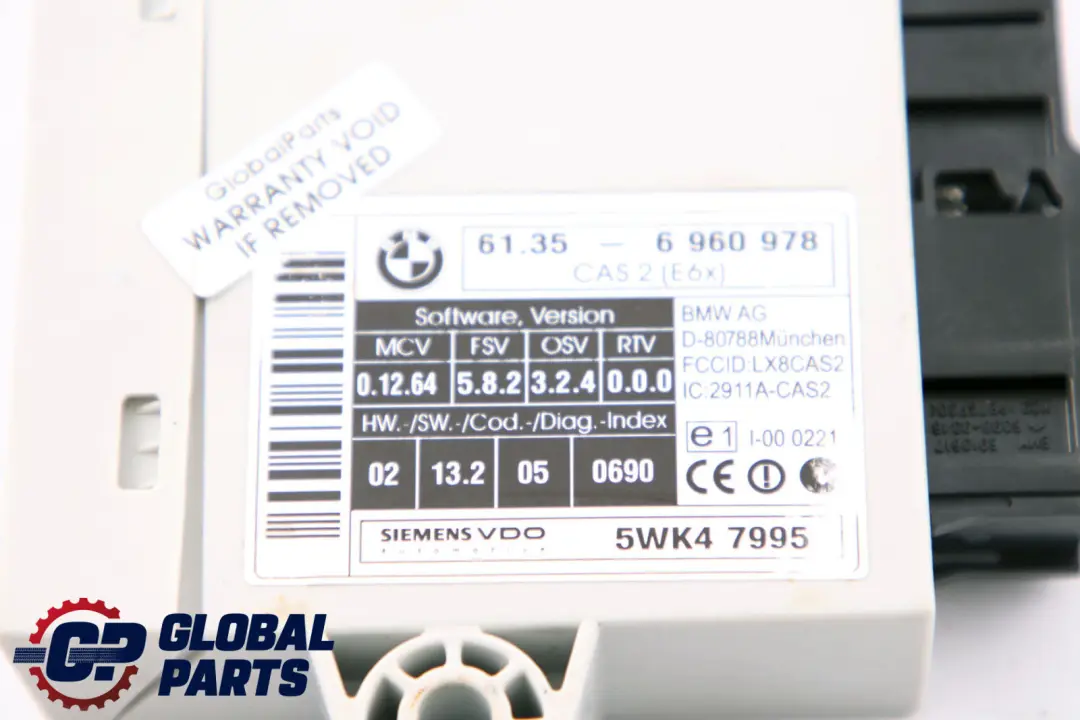 GlobalParts
WARRANTY VOID
IF REMOVED
61.35 – 6 960 978
CAS 2 (E6x)
Software, Version
MCV FSV OSV RTV
0.12.64 5.8.2 3.2.4 0.0.0
HW.-/SW.-/Cod.-/Diag.-Index
02 13.2 05 0690
BMW AG
D-80788München
FCCID:LX8CAS2
IC:2911A-CAS2
e1 I-00 0221
CE
SIEMENS VDO
Automotive
5WK4 7995
GP GLOBAL
PARTS